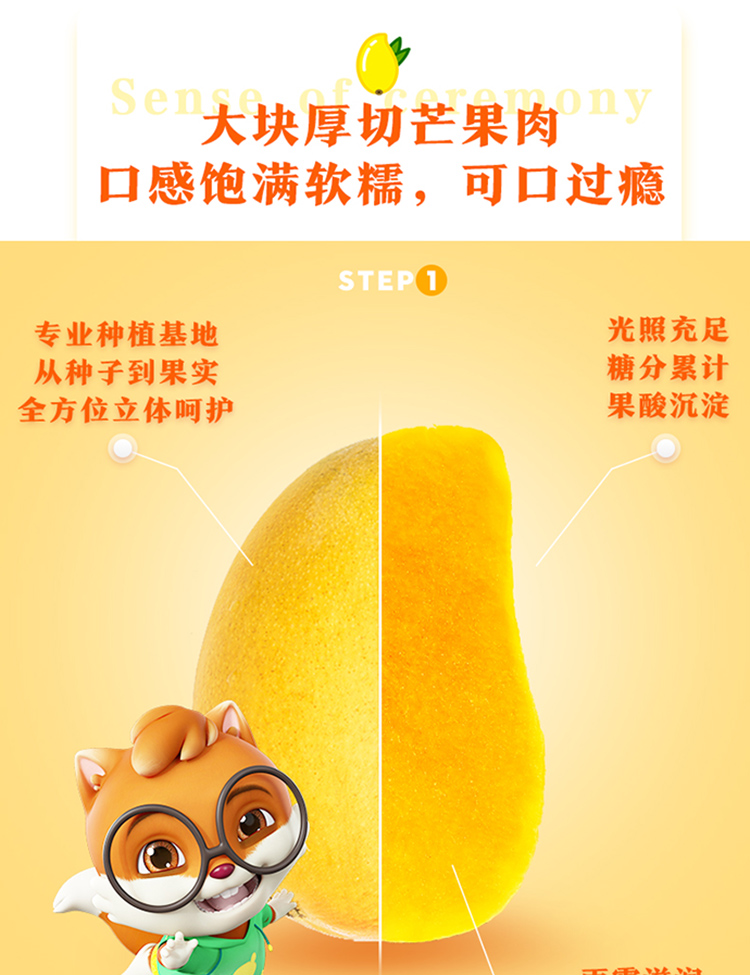 Sense of ceremony
大块厚切芒果肉
口感饱满软糯，可口过瘾
STEP1
专业种植基地
从种子到果实
全方位立体呵护
光照充足
糖分累计
果酸沉淀